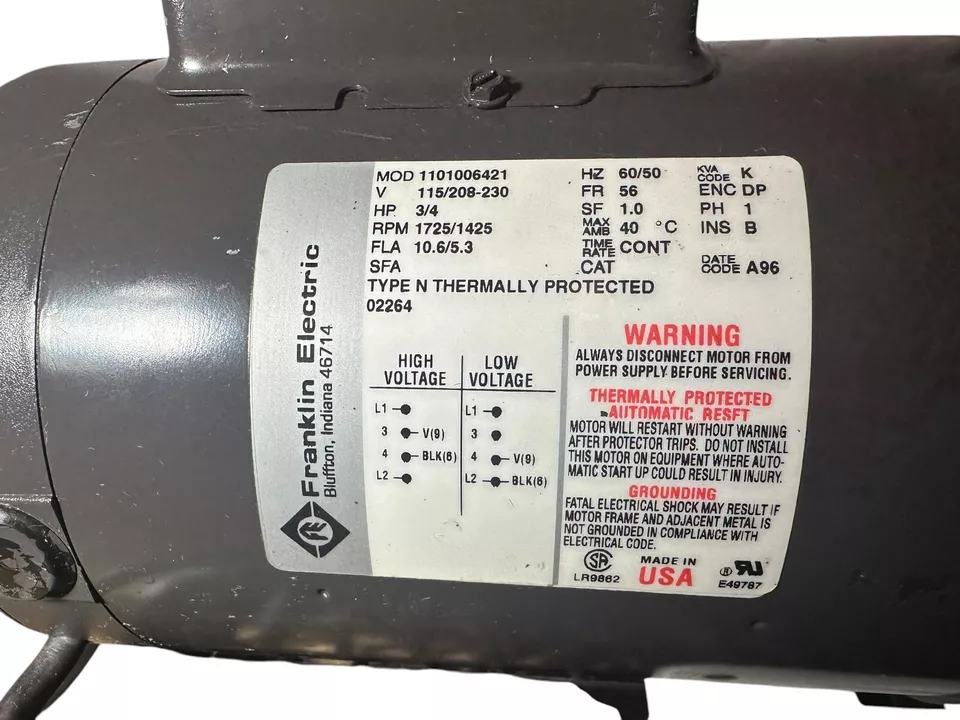 MOD 1101006421
V 115/208-230
HP. 3/4
RPM 1725/1425
FLA 10.6/5.3
SFA
HZ 60/50
FR 56
SF 1.0
MAX AMB 40 °C
TIME RATE CONT
CAT
KVA CODE K
ENC DP
PH 1
INS B
DATE CODE A96
TYPE N THERMALLY PROTECTED
02264
Franklin Electric
Bluffton, Indiana 46714
FE
HIGH VOLTAGE
L1
3 V(9)
4 BLK(6)
L2
LOW VOLTAGE
L1
3
4 V(9)
L2 BLK(6)
WARNING
ALWAYS DISCONNECT MOTOR FROM
POWER SUPPLY BEFORE SERVICING.
THERMALLY PROTECTED
AUTOMATIC RESET
MOTOR WILL RESTART WITHOUT WARNING
AFTER PROTECTOR TRIPS. DO NOT INSTALL
THIS MOTOR ON EQUIPMENT WHERE AUTO-
MATIC START UP COULD RESULT IN INJURY.
GROUNDING
FATAL ELECTRICAL SHOCK MAY RESULT IF
MOTOR FRAME AND ADJACENT METAL IS
NOT GROUNDED IN COMPLIANCE WITH
ELECTRICAL CODE.
SA
LR9862
MADE IN
USA
® RU
E49787